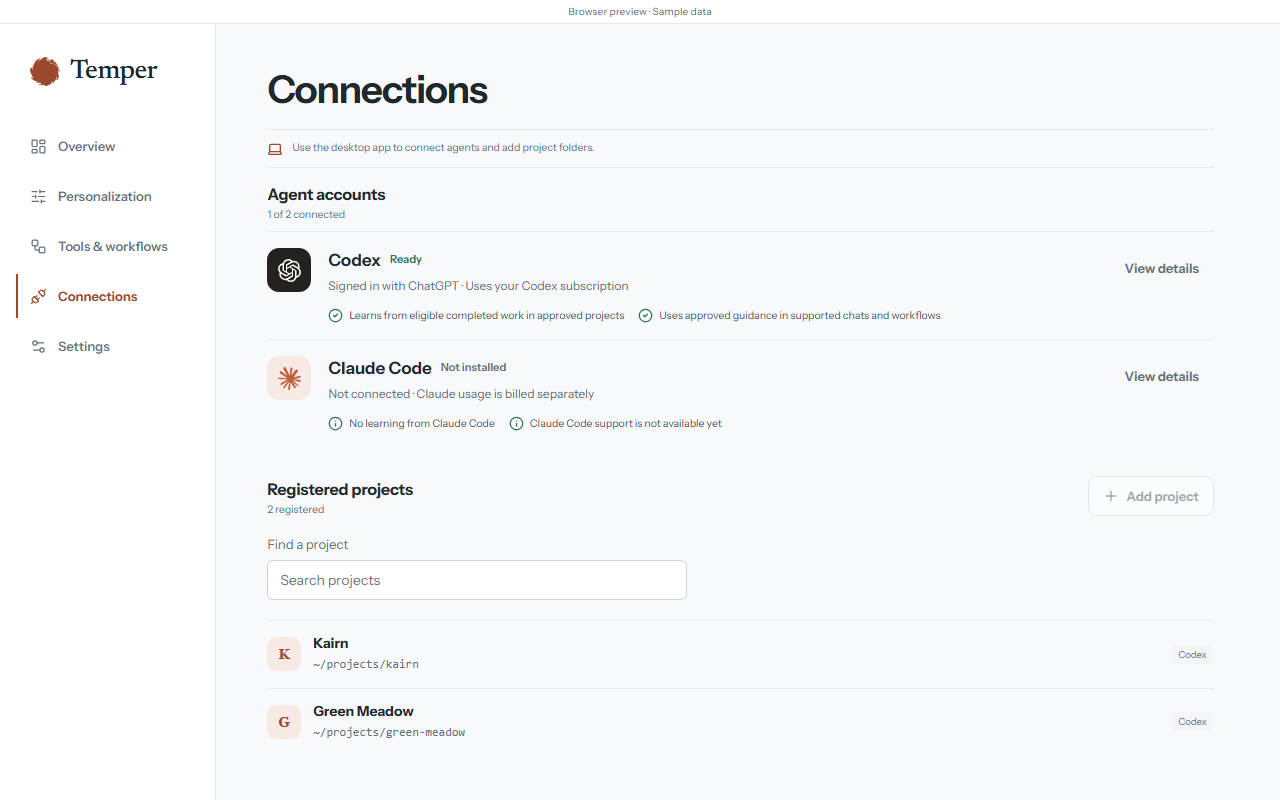 Browser preview · Sample data
Temper
Overview
Personalization
Tools & workflows
Connections
Settings
Connections
Use the desktop app to connect agents and add project folders.
Agent accounts
1 of 2 connected
Codex Ready
View details
Signed in with ChatGPT · Uses your Codex subscription
Learns from eligible completed work in approved projects Uses approved guidance in supported chats and workflows
Claude Code Not installed
View details
Not connected · Claude usage is billed separately
No learning from Claude Code Claude Code support is not available yet
Registered projects
2 registered
Add project
Find a project
Search projects
K
Kairn
~/projects/kairn
Codex
G
Green Meadow
~/projects/green-meadow
Codex